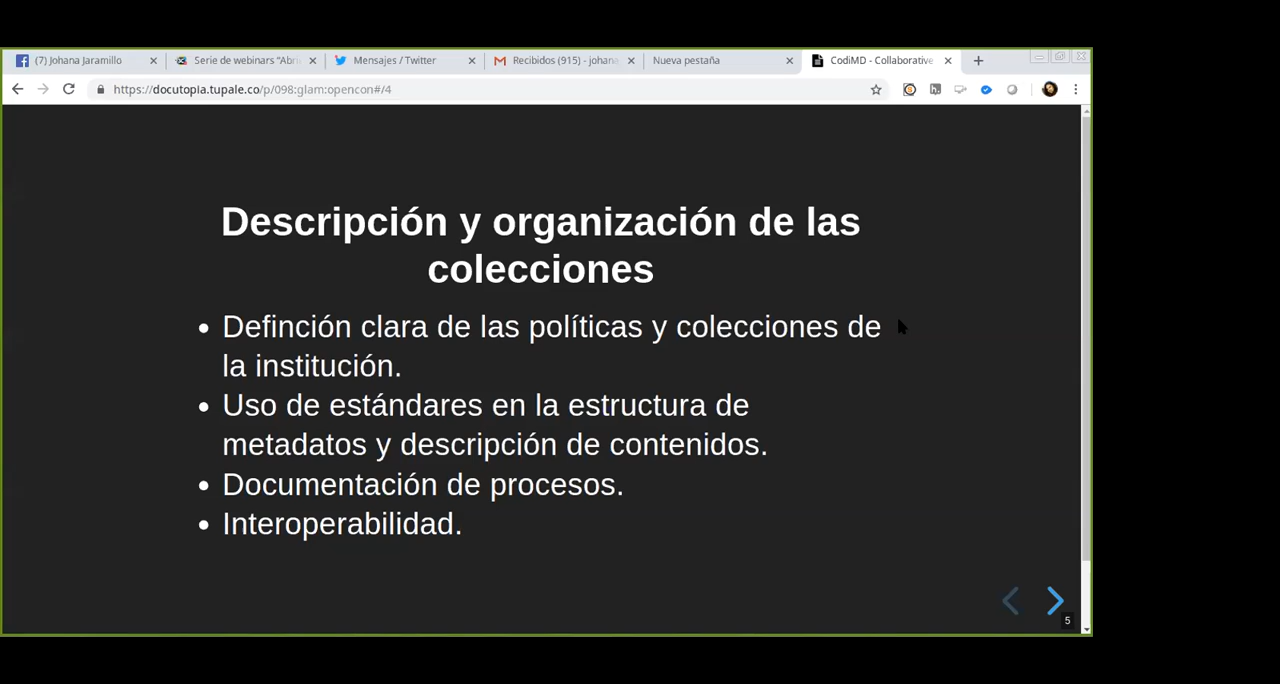 (7) Johana Jaramillo
Serie de webinars "Abri
Mensajes / Twitter
Recibidos (915) - johana
Nueva pestaña
CodiMD - Collaborative
https://docutopia.tupale.co/p/098:glam:opencon#/4
Descripción y organización de las
colecciones
Definción clara de las políticas y colecciones de
la institución.
Uso de estándares en la estructura de
metadatos y descripción de contenidos.
Documentación de procesos.
Interoperabilidad.
5